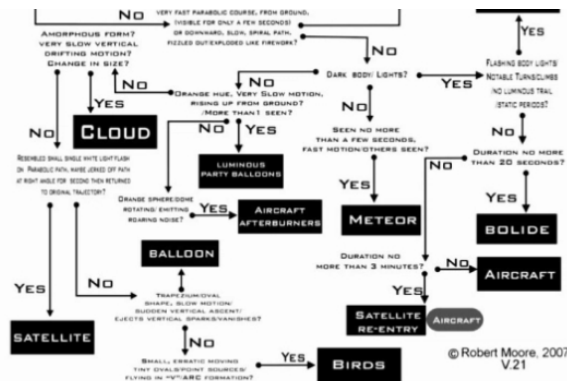 No
VERY FAST PARABOLIC COURSE, FROM GROUND,
(VISIBLE FOR ONLY A FEW SECONDS)
OR DOWNWARD, SLOW, SPIRAL PATH,
FIZZLED OUT/EXPLODED LIKE FIREWORK?
YES
AMORPHOUS FORM?
VERY SLOW VERTICAL
DRIFTING MOTION?
CHANGE IN SIZE?
No
No
No
ORANGE HUE, VERY SLOW MOTION,
RISING UP FROM GROUND?
/MORE THAN 1 SEEN?
No
DARK BODY/ LIGHTS?
YES
FLASHING BODY LIGHTS/
NOTABLE TURNS/CLIMBS
/NO LUMINOUS TRAIL
/STATIC PERIODS?
YES
CLOUD
No
No
YES
LUMINOUS
PARTY BALLOONS
No
SEEN NO MORE
THAN A FEW SECONDS,
FAST MOTION/OTHERS SEEN?
No
DURATION NO MORE
THAN 20 SECONDS?
RESEMBLED SMALL SINGLE WHITE LIGHT FLASH
ON PARABOLIC PATH, MAYBE JERKED OFF PATH
AT RIGHT ANGLE FOR SECOND THEN RETURNED
TO ORIGINAL TRAJECTORY?
ORANGE SPHERE/DOME
ROTATING/ EMITTING
ROARING NOISE?
YES
AIRCRAFT
AFTERBURNERS
YES
METEOR
YES
BOLIDE
BALLOON
DURATION NO
MORE THAN 3 MINUTES?
No
AIRCRAFT
YES
No
YES
SATELLITE
TRAPEZIUM/OVAL
SHAPE, SLOW MOTION/
SUDDEN VERTICAL ASCENT/
EJECTS VERTICAL SPARKS/VANISHES?
SATELLITE
RE-ENTRY
AIRCRAFT
No
SMALL, ERRATIC MOVING
TINY OVALS/POINT SOURCES/
FLYING IN "V"/ARC FORMATION?
YES
BIRDS
© Robert Moore, 2007
V.21